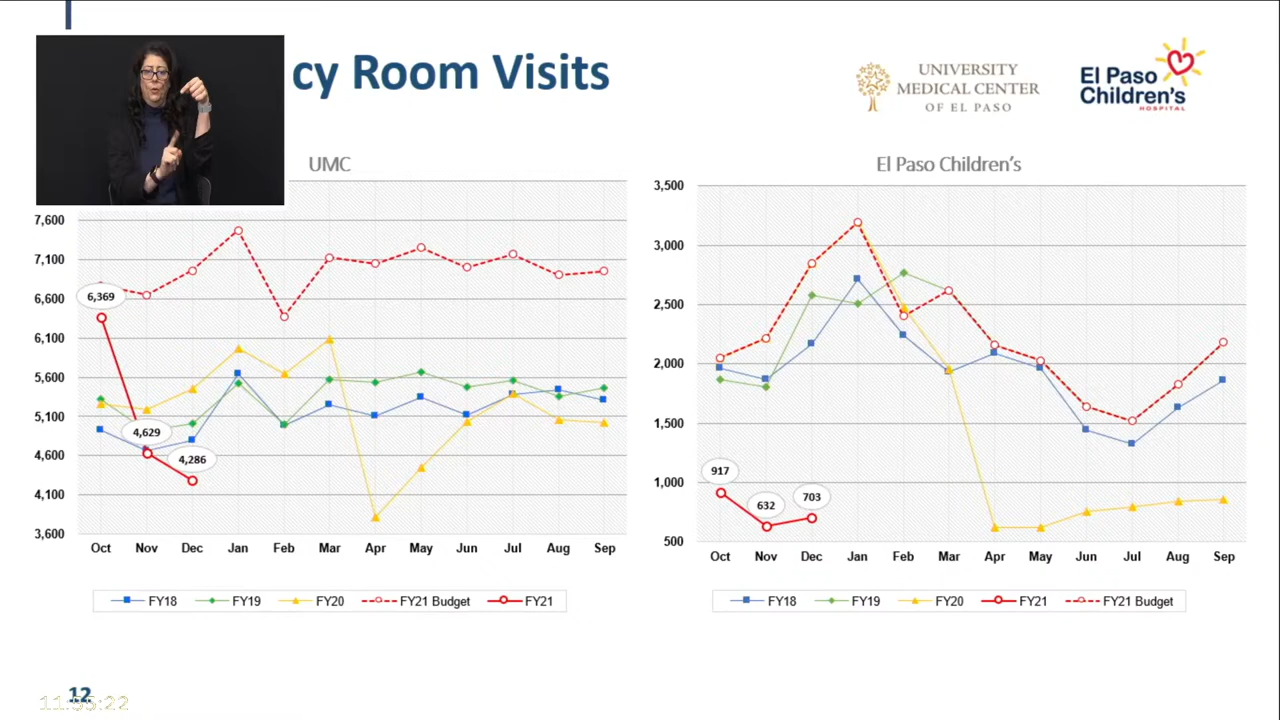 cy Room Visits
UNIVERSITY
MEDICAL CENTER
OF EL PASO
El Paso
Children's
HOSPITAL
UMC
7,600
7,100
6,600
6,100
5,600
5,100
4,600
4,100
3,600
6,369
4,629
4,286
Oct Nov Dec Jan Feb Mar Apr May Jun Jul Aug Sep
FY18 FY19 FY20 FY21 Budget FY21
El Paso Children's
3,500
3,000
2,500
2,000
1,500
1,000
500
917
632
703
Oct Nov Dec Jan Feb Mar Apr May Jun Jul Aug Sep
FY18 FY19 FY20 FY21 FY21 Budget
12